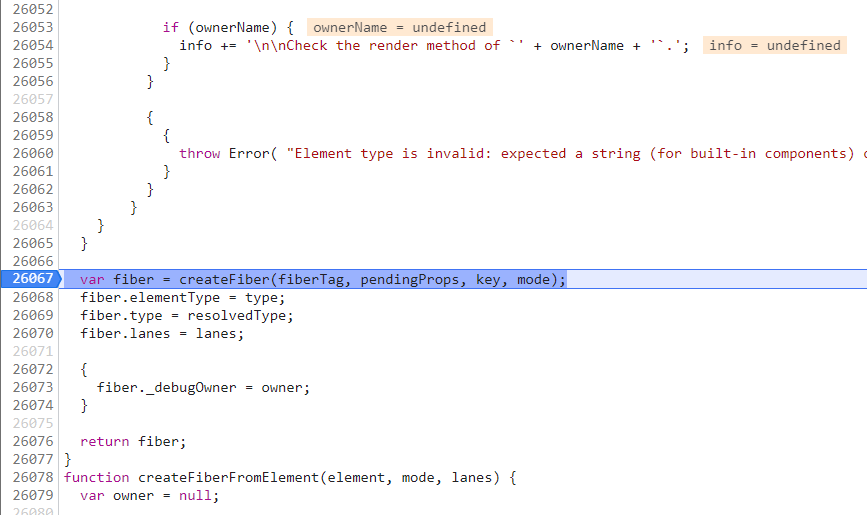 26052
26053 if (ownerName) { ownerName = undefined
26054 info += '\n\nCheck the render method of `' + ownerName + '`.'; info = undefined
26055 }
26056 }
26057
26058 {
26059 {
26060 throw Error( "Element type is invalid: expected a string (for built-in components)
26061 }
26062 }
26063 }
26064 }
26065 }
26066
26067 var fiber = createFiber(fiberTag, pendingProps, key, mode);
26068 fiber.elementType = type;
26069 fiber.type = resolvedType;
26070 fiber.lanes = lanes;
26071
26072 {
26073 fiber._debugOwner = owner;
26074 }
26075
26076 return fiber;
26077 }
26078 function createFiberFromElement(element, mode, lanes) {
26079 var owner = null;
26080